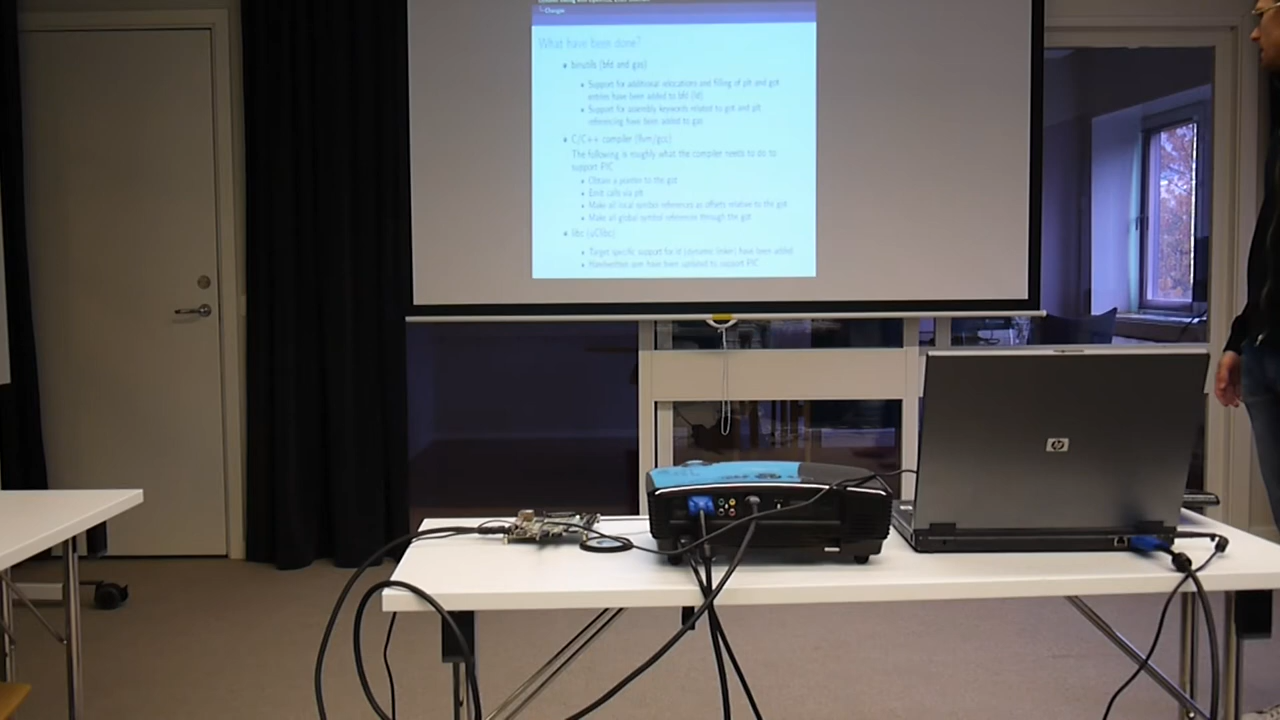 Changes
What have been done?
binutils (bfd and gas)
Support for additional relocations and filling of plt and got
entries have been added to bfd (ld)
Support for assembly keywords related to got and plt
referencing have been added to gas
C/C++ compiler (llvm/gcc)
The following is roughly what the compiler needs to do to
support PIC
Obtain a pointer to the got
Emit calls via plt
Make all local symbol references as offsets relative to the got
Make all global symbol references through the got
libc (uClibc)
Target specific support for ld (dynamic linker) have been added
Handwritten asm have been updated to support PIC
hp